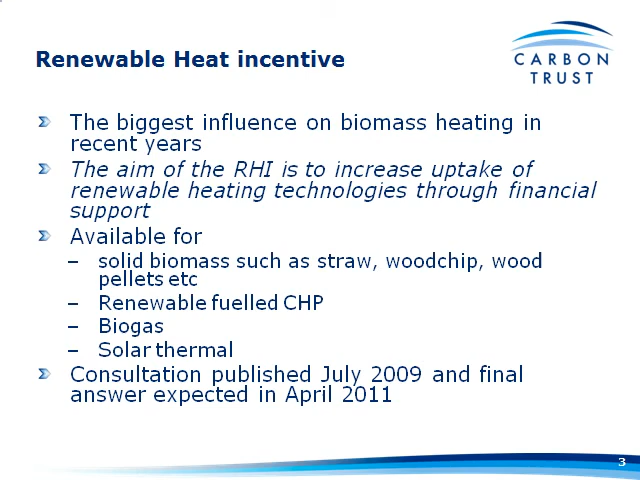 Renewable Heat incentive
CARBON
TRUST
The biggest influence on biomass heating in
recent years
The aim of the RHI is to increase uptake of
renewable heating technologies through financial
support
Available for
– solid biomass such as straw, woodchip, wood
pellets etc
– Renewable fuelled CHP
– Biogas
– Solar thermal
Consultation published July 2009 and final
answer expected in April 2011
3